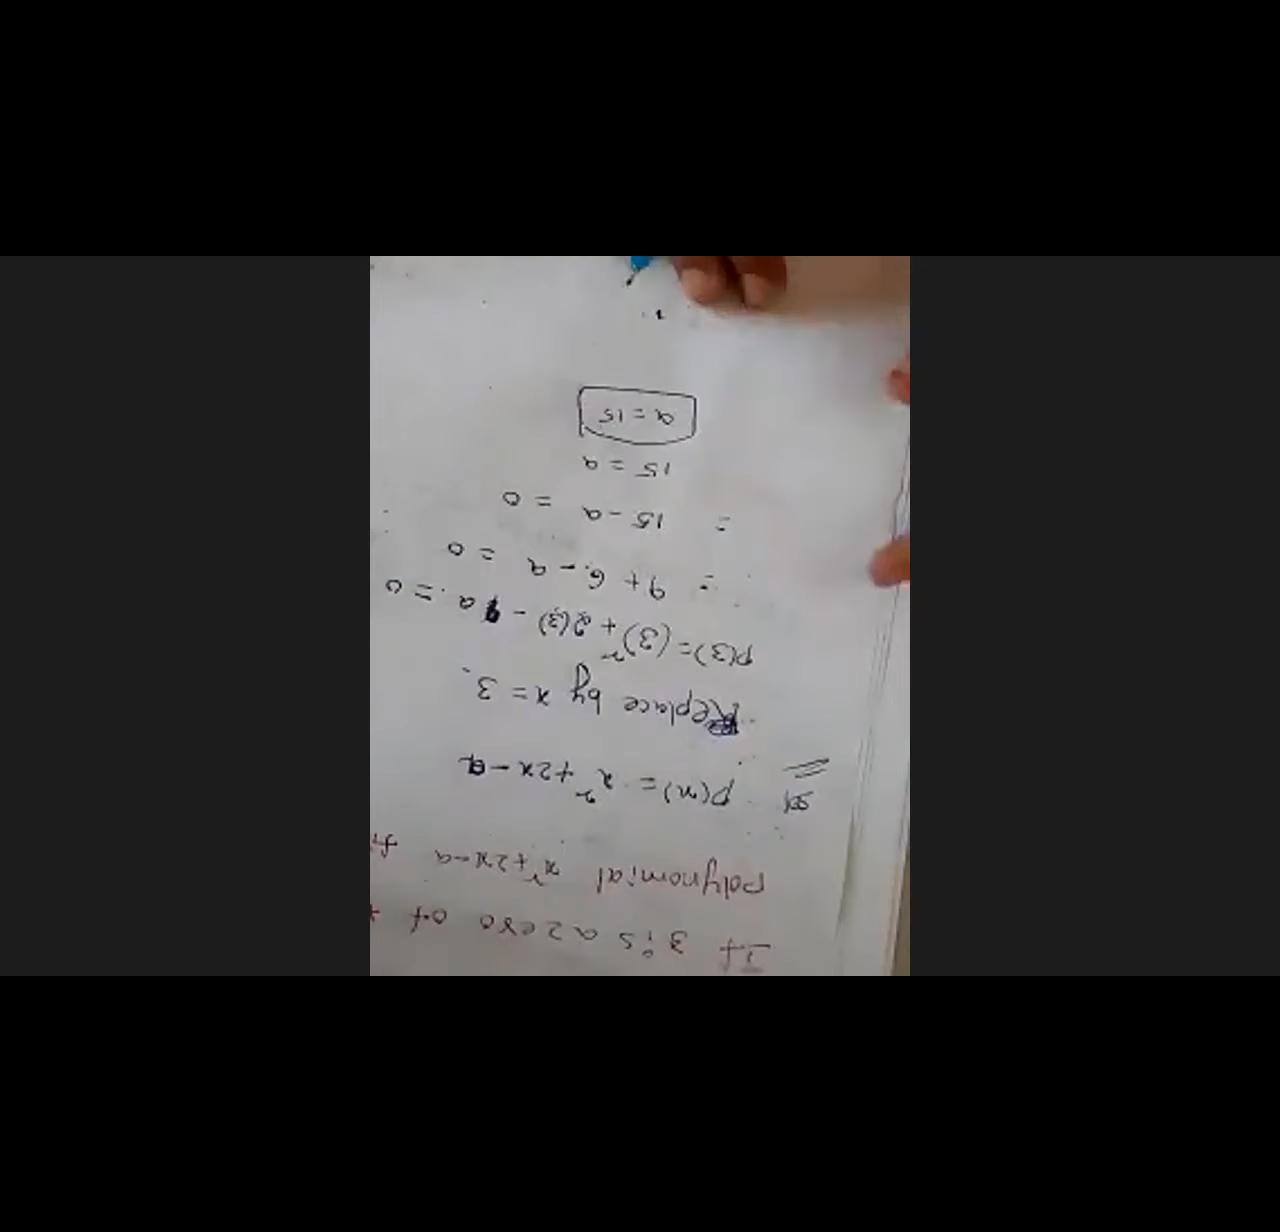 If 3 is a zero of
polynomial x²+2x-a
Sol p(x) = x²+2x-a
Replace by x = 3.
p(3) = (3)² + 2(3) - a = 0
= 9 + 6 - a = 0
= 15 - a = 0
15 = a
a = 15